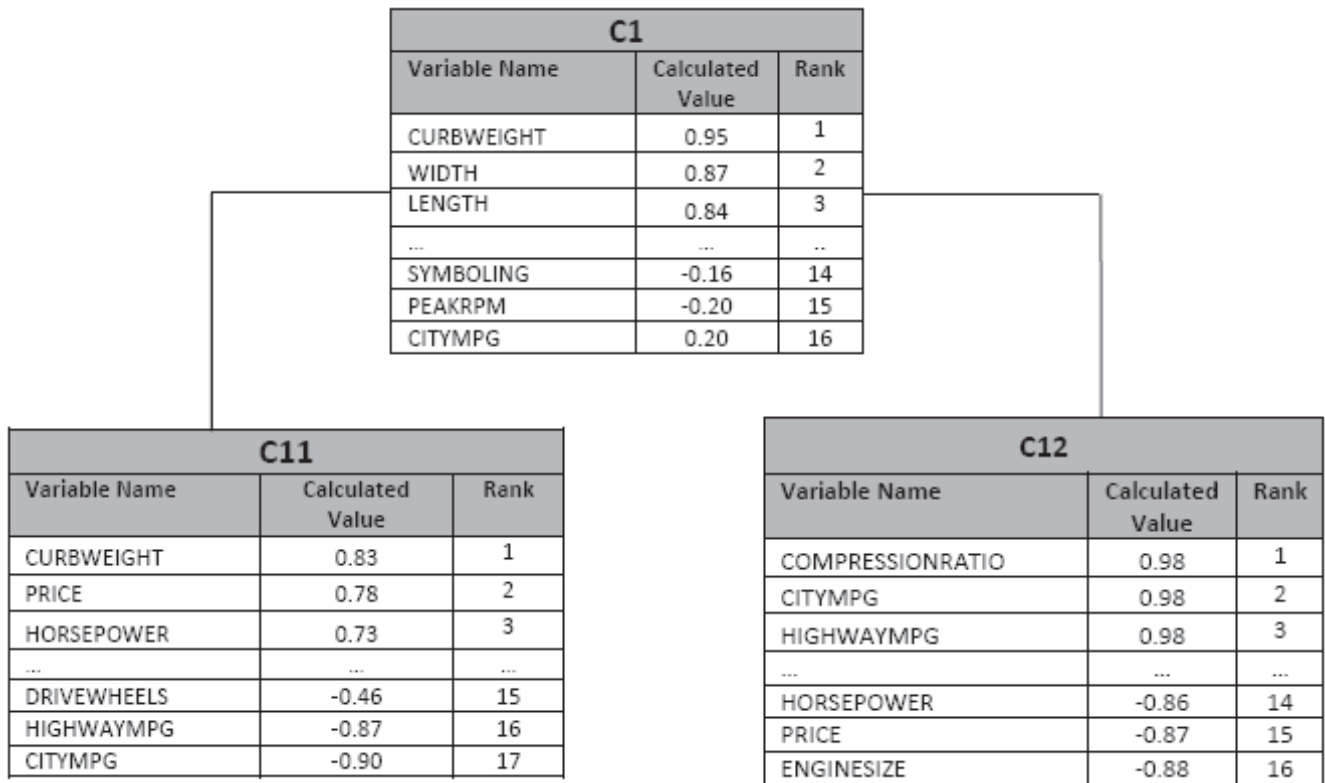 C1
Variable Name Calculated Value Rank
CURBWEIGHT 0.95 1
WIDTH 0.87 2
LENGTH 0.84 3
... ... ..
SYMBOLING -0.16 14
PEAKRPM -0.20 15
CITYMPG 0.20 16
C11
Variable Name Calculated Value Rank
CURBWEIGHT 0.83 1
PRICE 0.78 2
HORSEPOWER 0.73 3
... ... ...
DRIVEWHEELS -0.46 15
HIGHWAYMPG -0.87 16
CITYMPG -0.90 17
C12
Variable Name Calculated Value Rank
COMPRESSIONRATIO 0.98 1
CITYMPG 0.98 2
HIGHWAYMPG 0.98 3
... ... ...
HORSEPOWER -0.86 14
PRICE -0.87 15
ENGINESIZE -0.88 16